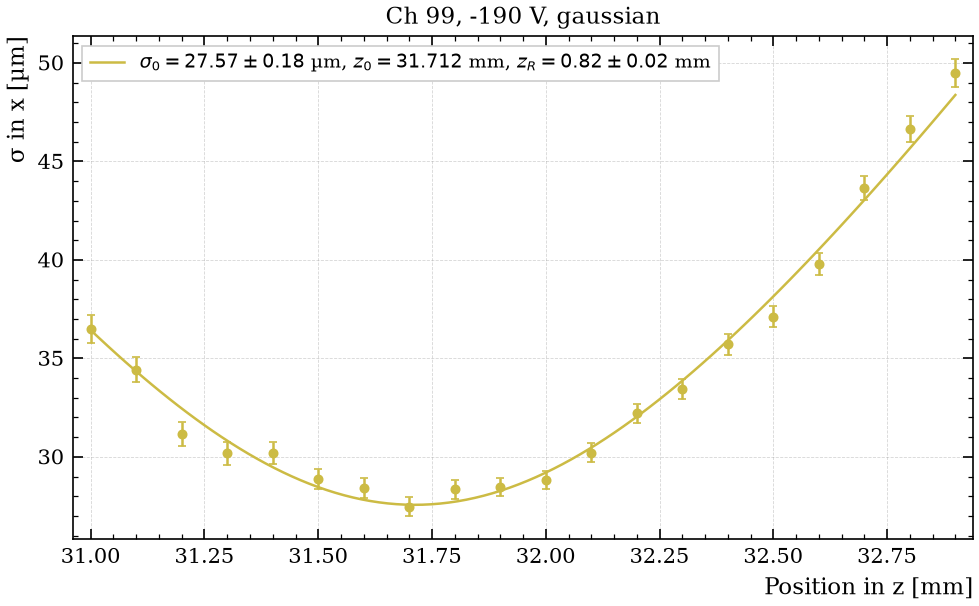 Ch 99, -190 V, gaussian
σ₀ = 27.57 ± 0.18 µm, z₀ = 31.712 mm, z_R = 0.82 ± 0.02 mm
σ in x [µm]
50
45
40
35
30
31.00 31.25 31.50 31.75 32.00 32.25 32.50 32.75
Position in z [mm]